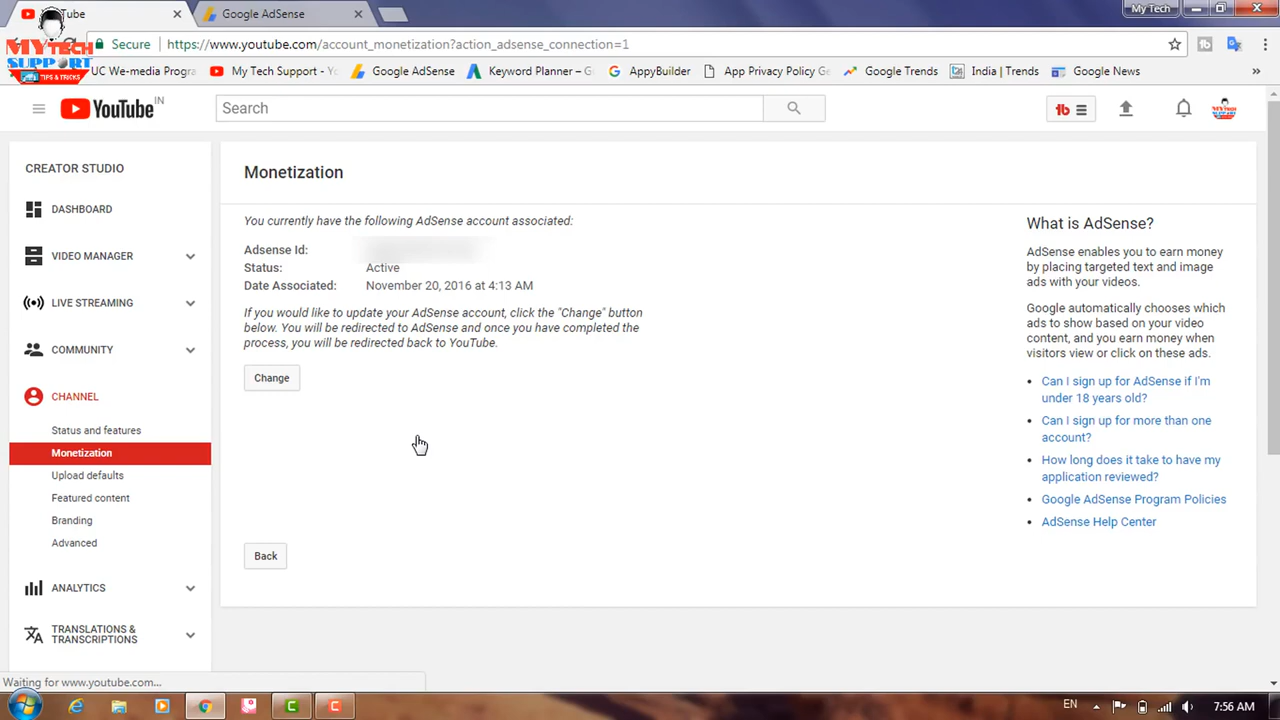 YouTube
Google AdSense
My Tech
Secure
https://www.youtube.com/account_monetization?action_adsense_connection=1
MY TECH
SUPPORT
TIPS & TRICKS
UC We-media Progra
My Tech Support - Yo
Google AdSens
Keyword Planner – G
AppyBuilder
App Privacy Policy Ge
Google Trends
India | Trends
Google News
YouTube IN
Search
CREATOR STUDIO
DASHBOARD
VIDEO MANAGER
LIVE STREAMING
COMMUNITY
CHANNEL
Status and features
Monetization
Upload defaults
Featured content
Branding
Advanced
ANALYTICS
TRANSLATIONS &
TRANSCRIPTIONS
Monetization
You currently have the following AdSense account associated:
Adsense Id:
Status: Active
Date Associated: November 20, 2016 at 4:13 AM
If you would like to update your AdSense account, click the "Change" button
below. You will be redirected to AdSense and once you have completed the
process, you will be redirected back to YouTube.
Change
Back
What is AdSense?
AdSense enables you to earn money
by placing targeted text and image
ads with your videos.
Google automatically chooses which
ads to show based on your video
content, and you earn money when
visitors view or click on these ads.
Can I sign up for AdSense if I'm
under 18 years old?
Can I sign up for more than one
account?
How long does it take to have my
application reviewed?
Google AdSense Program Policies
AdSense Help Center
Waiting for www.youtube.com...
EN
7:56 AM